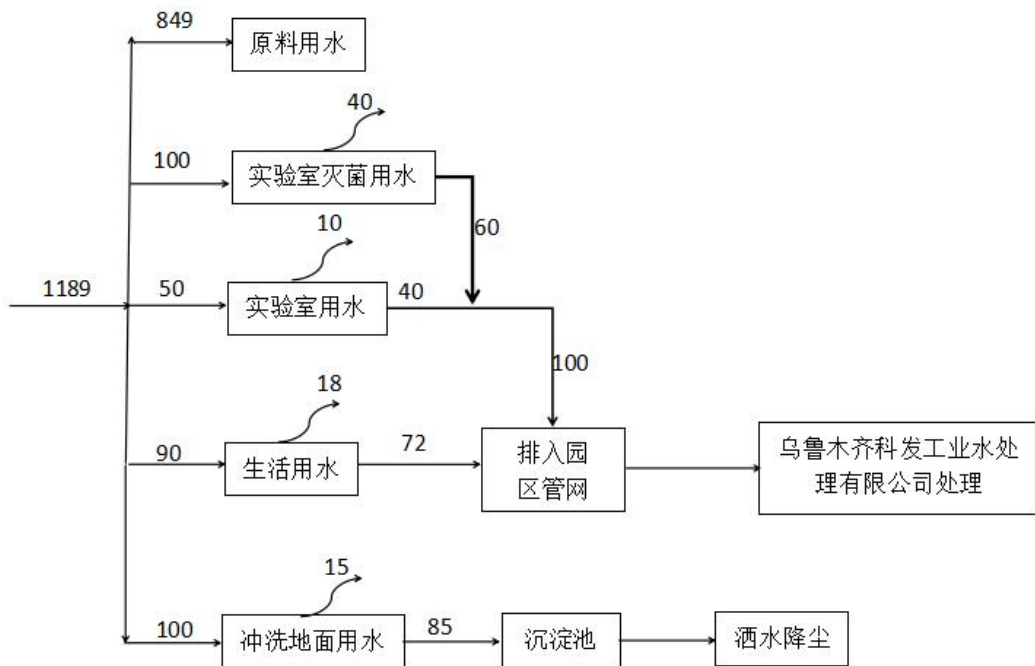 849
原料用水
40
100
实验室灭菌用水
60
10
1189
50
实验室用水
40
100
18
90
生活用水
72
排入园
区管网
乌鲁木齐科发工业水处
理有限公司处理
15
100
冲洗地面用水
85
沉淀池
洒水降尘